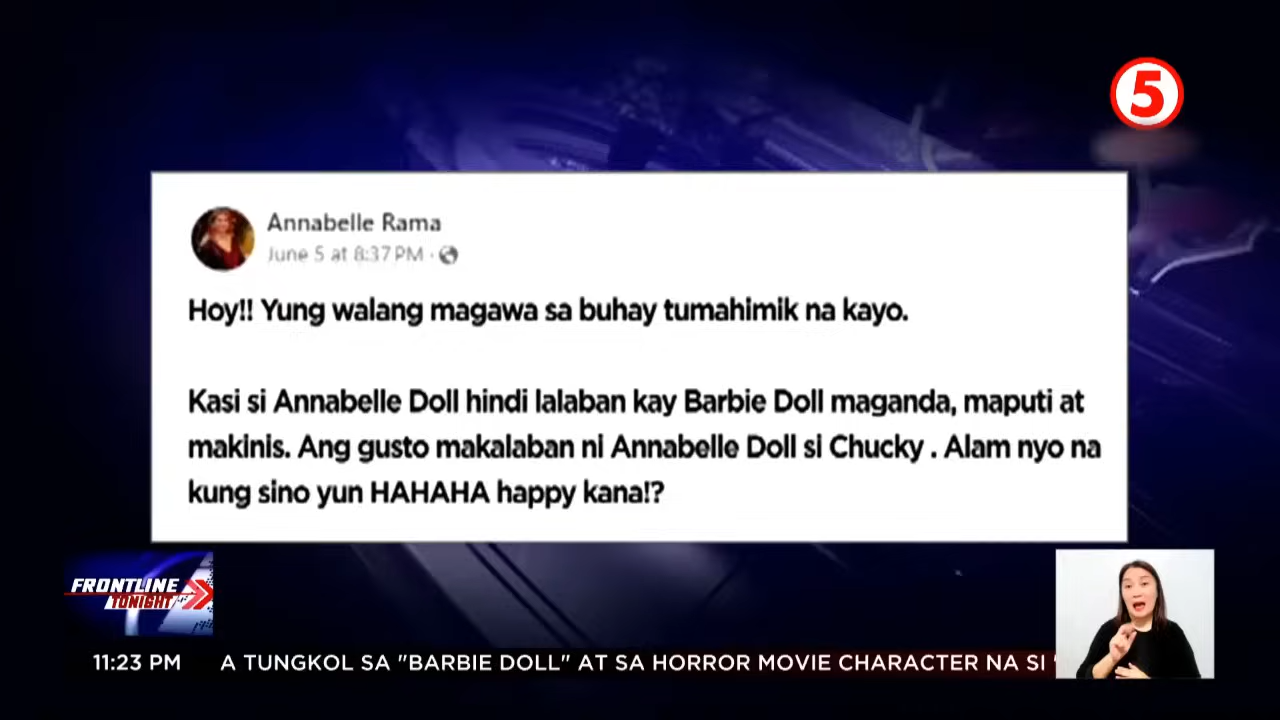 5
Annabelle Rama
June 5 at 8:37 PM ·
Hoy!! Yung walang magawa sa buhay tumahimik na kayo.
Kasi si Annabelle Doll hindi lalaban kay Barbie Doll maganda, maputi at
makinis. Ang gusto makalaban ni Annabelle Doll si Chucky . Alam nyo na
kung sino yun HAHAHA happy kana!?
FRONTLINE
TONIGHT
11:23 PM A TUNGKOL SA "BARBIE DOLL" AT SA HORROR MOVIE CHARACTER NA SI "